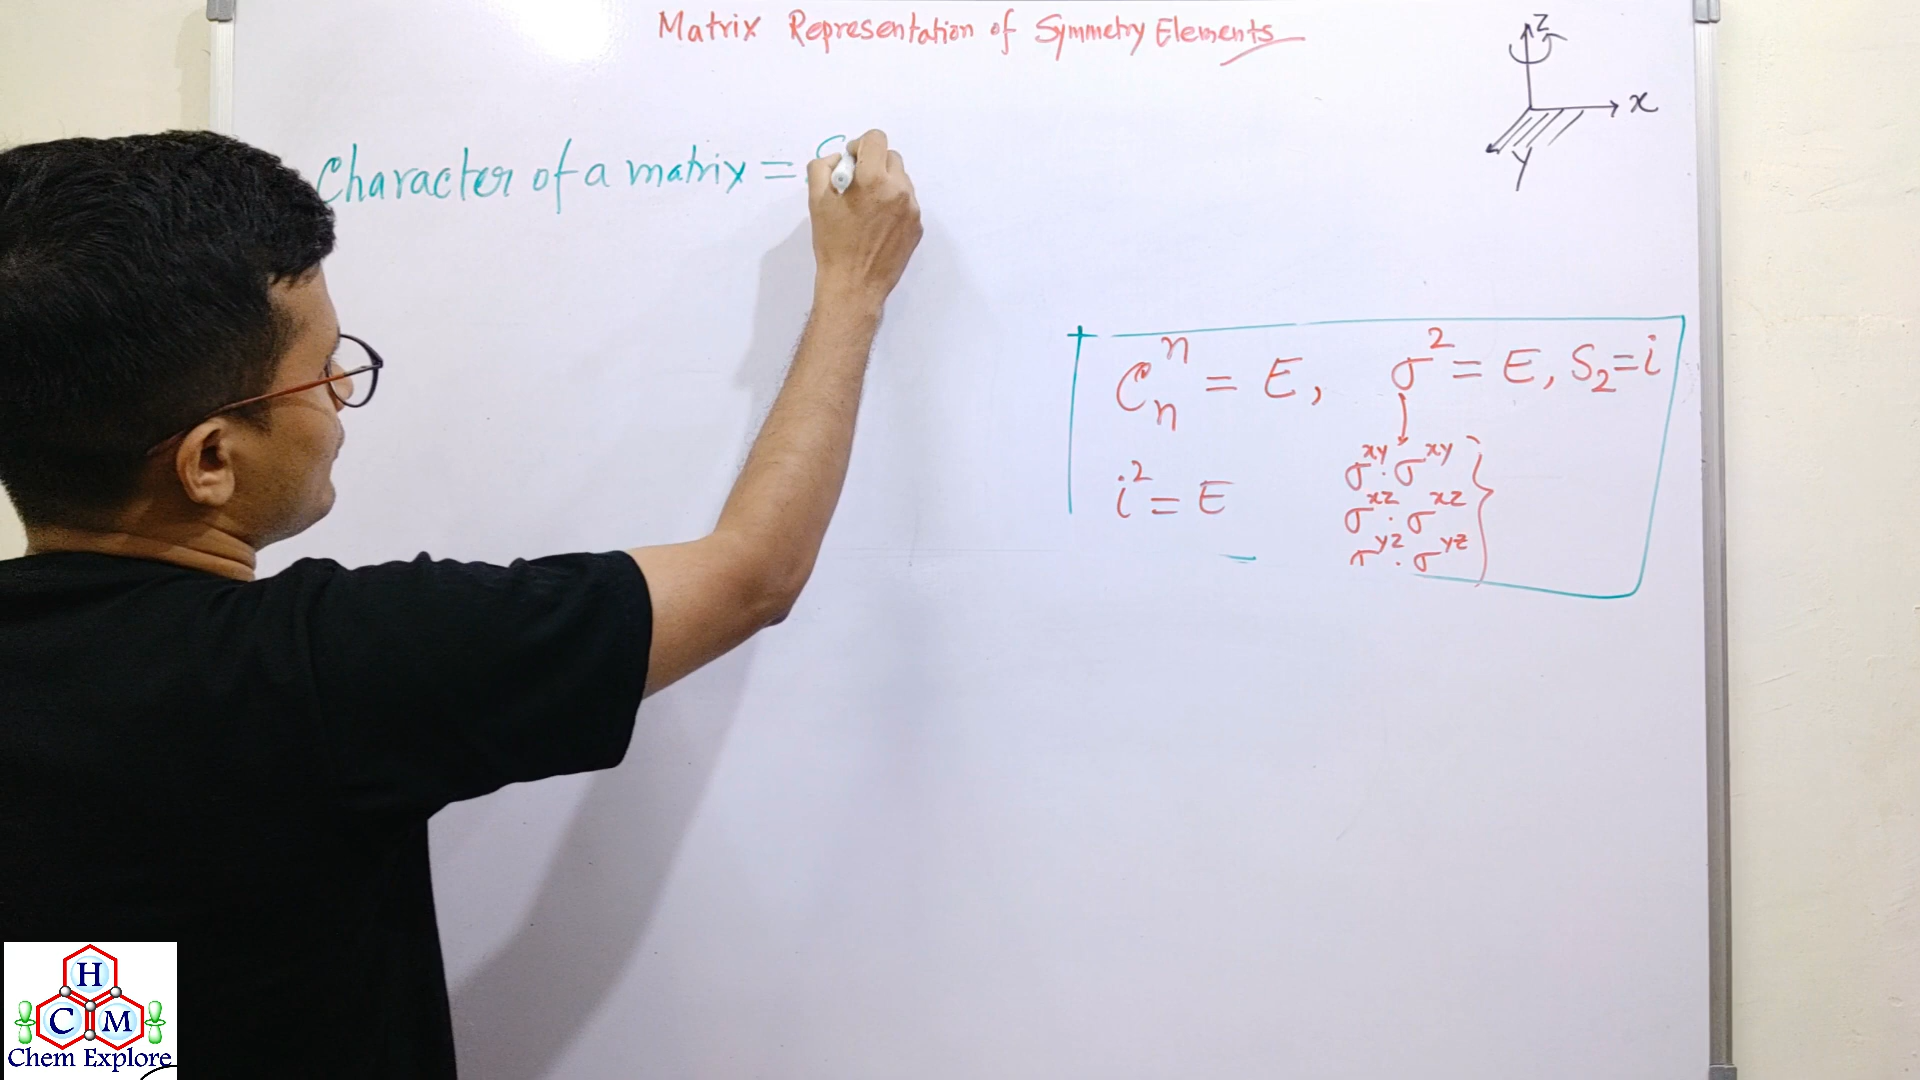 Matrix Representation of Symmetry Elements
Z
x
Y
Character of a matrix =
Cₙⁿ = E, σ² = E, S₂ = i
i² = E
σˣʸ . σˣʸ
σˣᶻ . σˣᶻ
σʸᶻ . σʸᶻ
H
C M
Chem Explore